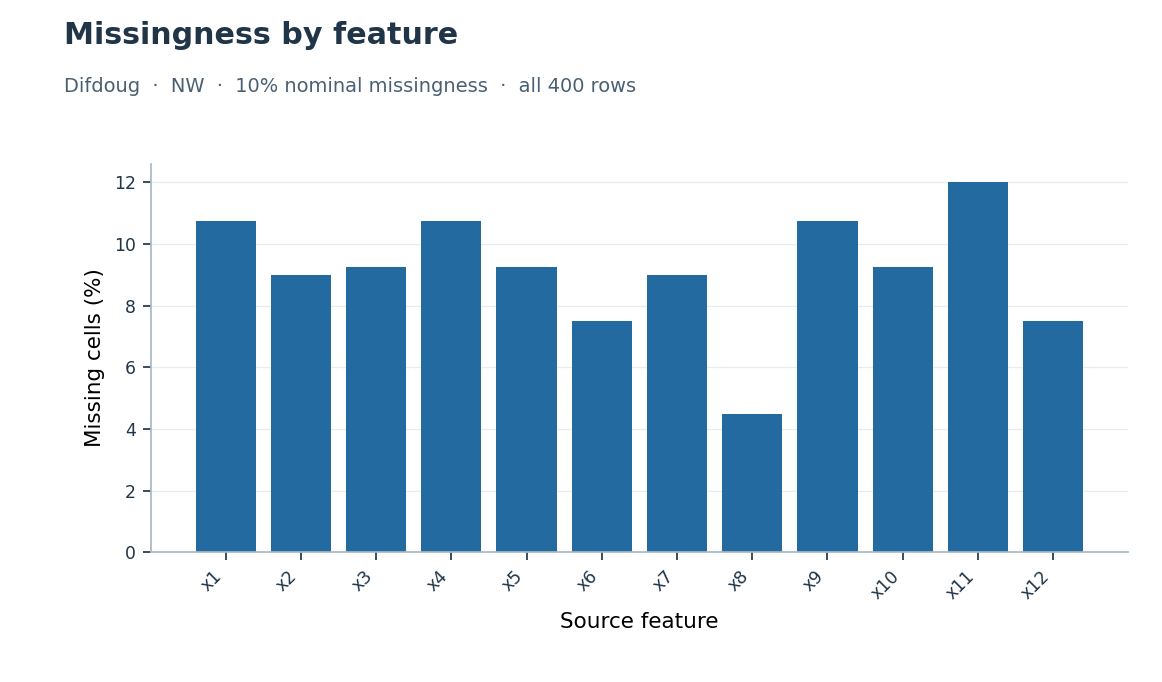 Missingness by feature
Difdoug · NW · 10% nominal missingness · all 400 rows
12
10
8
6
4
2
0
Missing cells (%)
x1 x2 x3 x4 x5 x6 x7 x8 x9 x10 x11 x12
Source feature